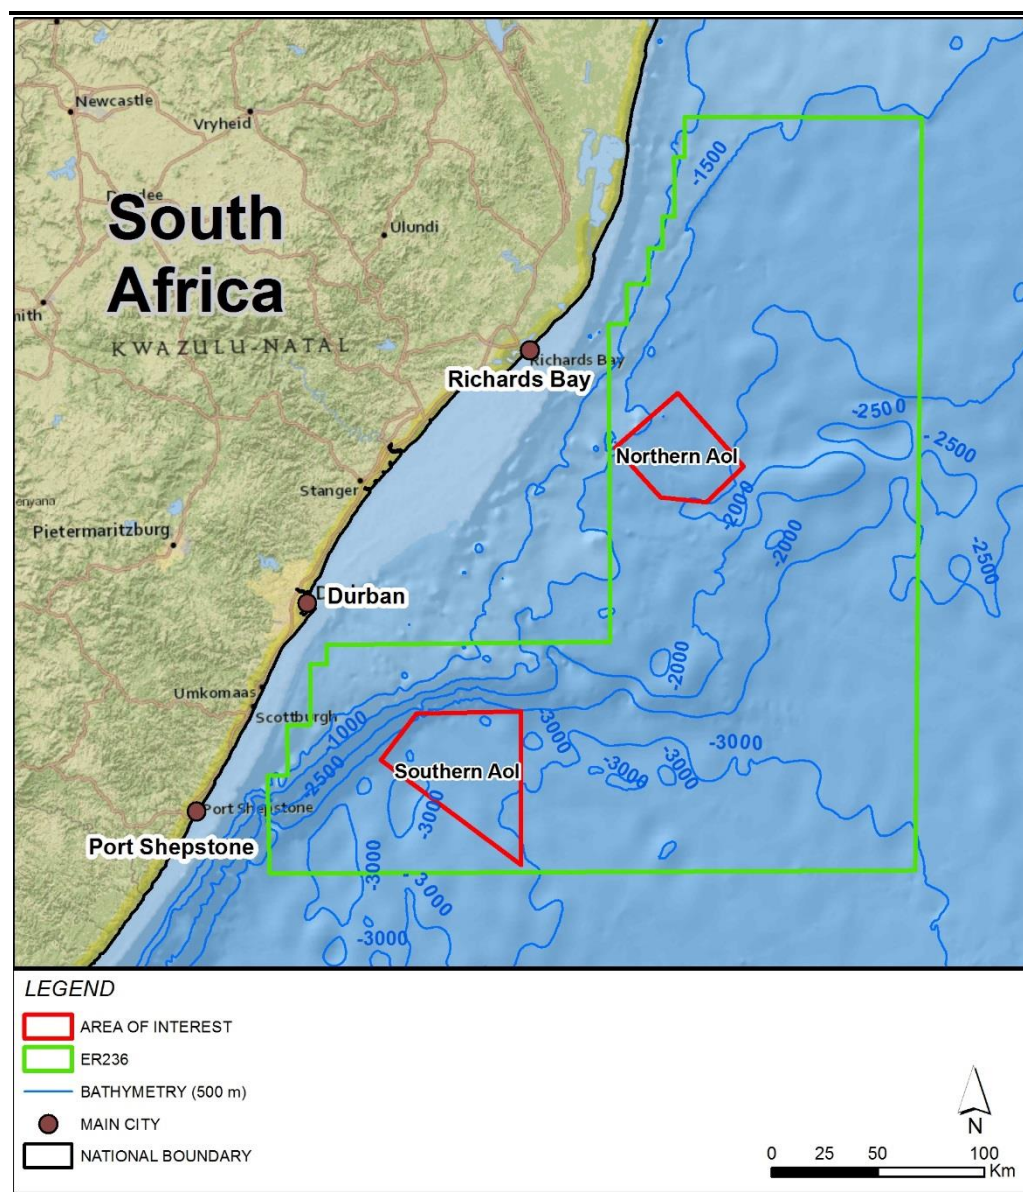 Newcastle
Vryheid
-1500
South
Africa
Ulundi
KWAZULU-NATAL
Richards Bay
Richards Bay
-2500
- 2500
Northern AoI
-2000
Stanger
-2000
-2500
Pietermaritzburg
Durban
-2000
Umkomaas
Scottburgh
-1000
-3000
-3000
-2500
Southern AoI
-3000
-3000
-3000
Port Shepstone
Port Shepstone
-3000
- 3000
-3000
LEGEND
AREA OF INTEREST
ER236
BATHYMETRY (500 m)
MAIN CITY
NATIONAL BOUNDARY
N
0 25 50 100
Km